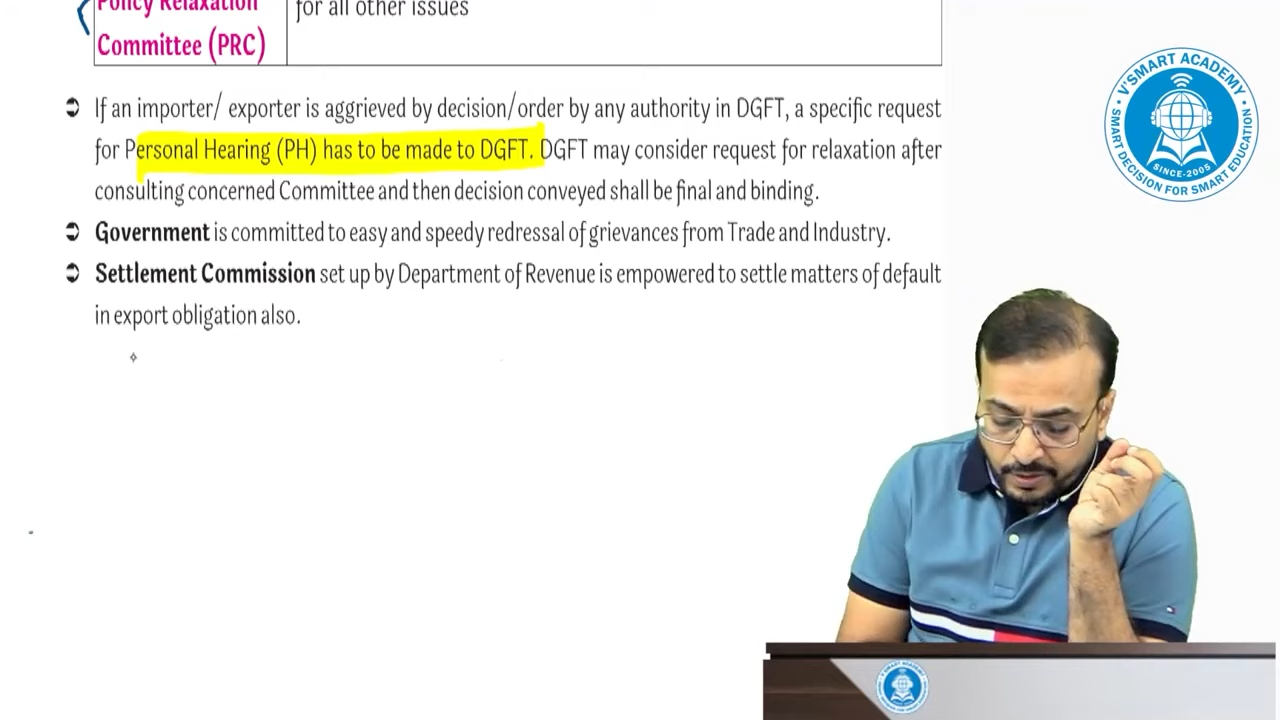 Policy Relaxation
for all other issues
Committee (PRC)
➲ If an importer/ exporter is aggrieved by decision/order by any authority in DGFT, a specific request
for Personal Hearing (PH) has to be made to DGFT. DGFT may consider request for relaxation after
consulting concerned Committee and then decision conveyed shall be final and binding.
➲ Government is committed to easy and speedy redressal of grievances from Trade and Industry.
➲ Settlement Commission set up by Department of Revenue is empowered to settle matters of default
in export obligation also.
V'SMART ACADEMY
SINCE-2005
SMART DECISION FOR SMART EDUCATION